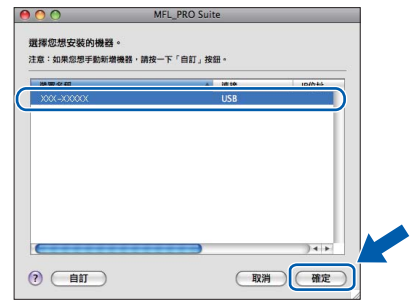 MFL_PRO Suite
選擇您想安裝的機器。
注意：如果您想手動新增機器，請按一下「自訂」按鈕。
XXX-XXXXX USB
? 自訂 取消 確定